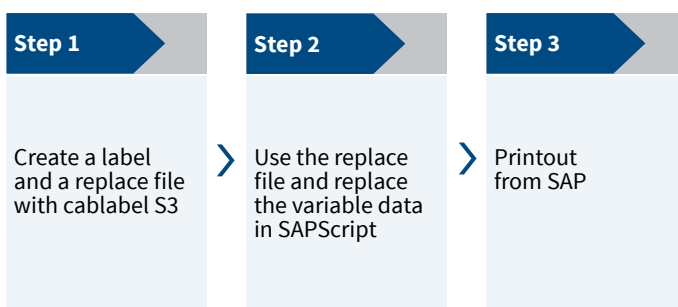 Step 1
Create a label
and a replace file
with cablabel S3
Step 2
Use the replace
file and replace
the variable data
in SAPScript
Step 3
Printout
from SAP